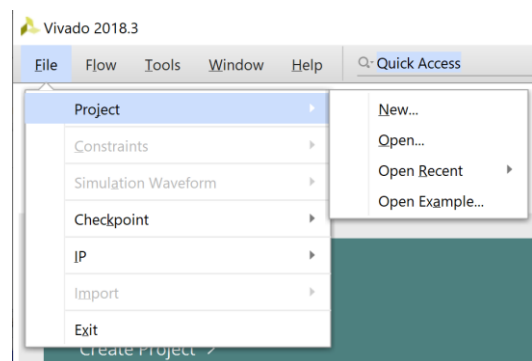 Vivado 2018.3
File Flow Tools Window Help Quick Access
Project
Constraints
Simulation Waveform
Checkpoint
IP
Import
Exit
New...
Open...
Open Recent
Open Example...
Create Project >